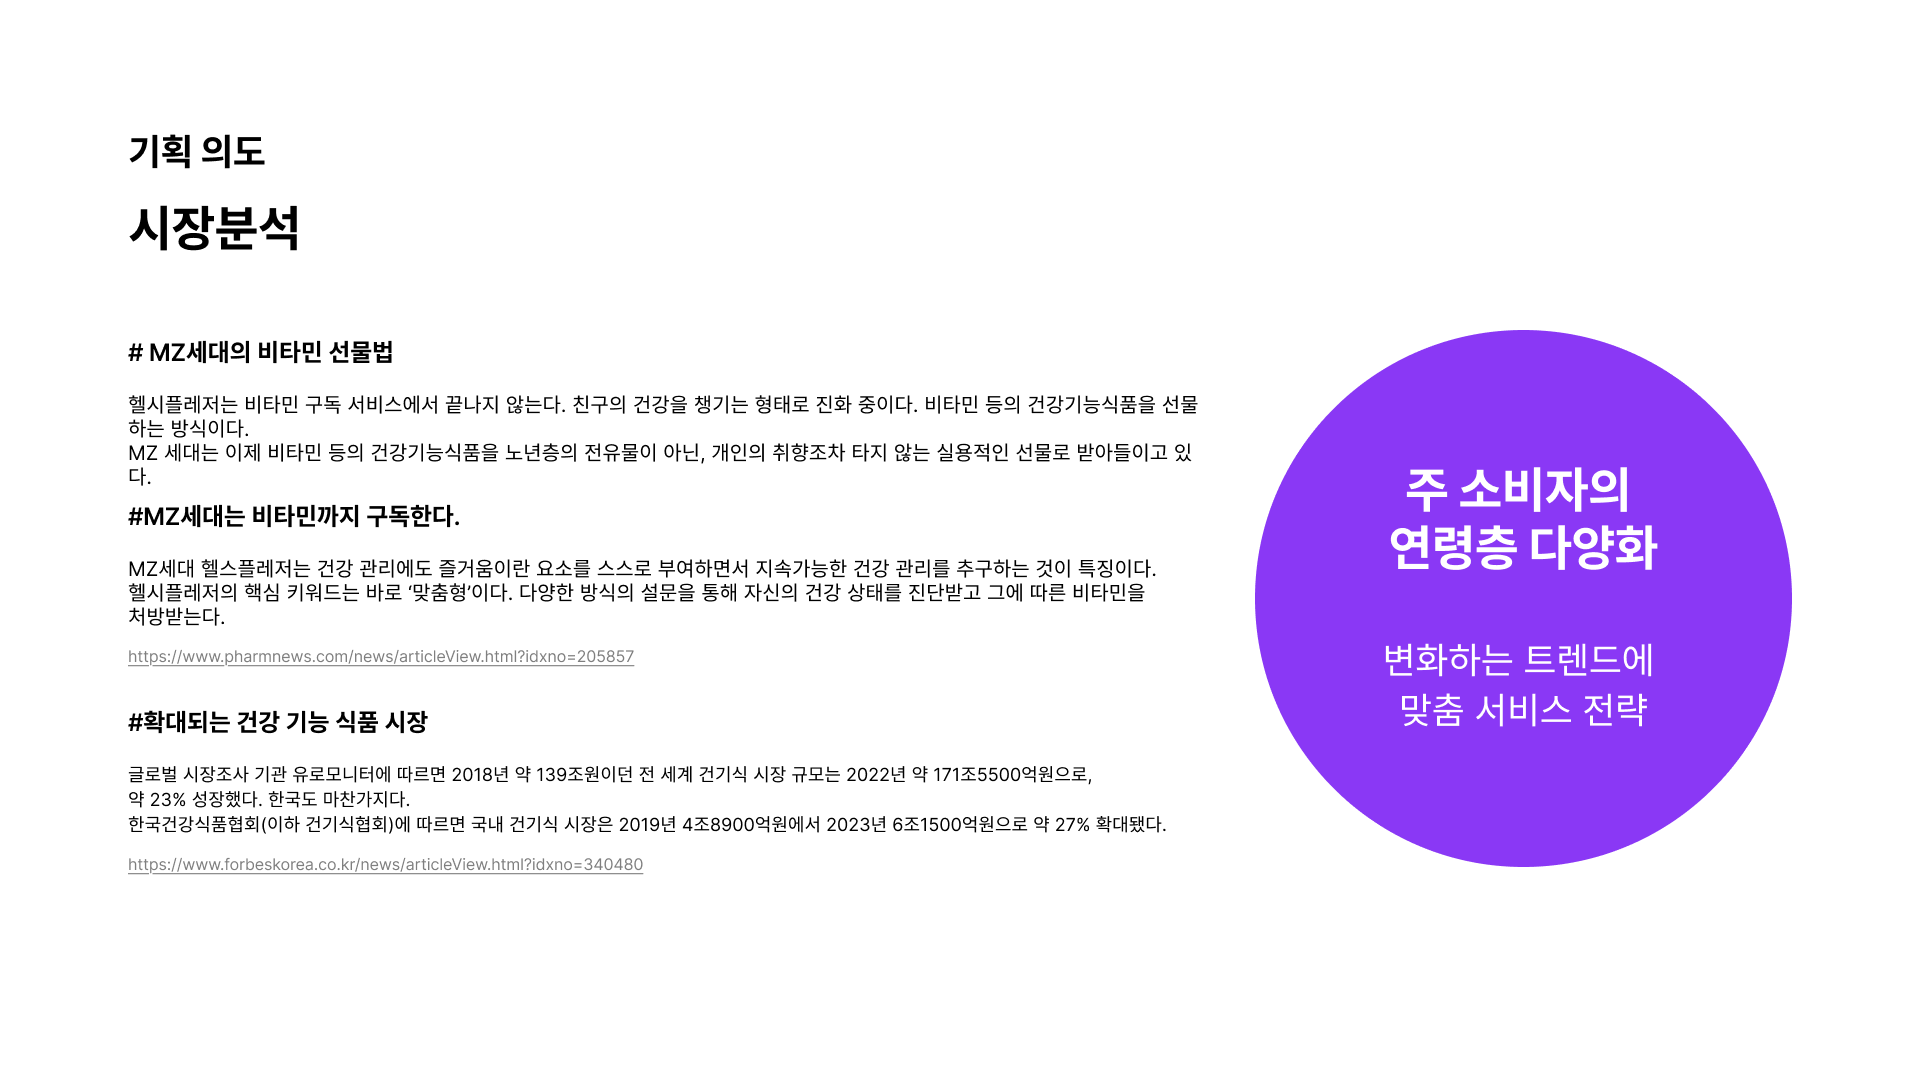 기획 의도
시장분석
# MZ세대의 비타민 선물법
헬시플레저는 비타민 구독 서비스에서 끝나지 않는다. 친구의 건강을 챙기는 형태로 진화 중이다. 비타민 등의 건강기능식품을 선물
하는 방식이다.
MZ 세대는 이제 비타민 등의 건강기능식품을 노년층의 전유물이 아닌, 개인의 취향조차 타지 않는 실용적인 선물로 받아들이고 있
다.
#MZ세대는 비타민까지 구독한다.
MZ세대 헬스플레저는 건강 관리에도 즐거움이란 요소를 스스로 부여하면서 지속가능한 건강 관리를 추구하는 것이 특징이다.
헬시플레저의 핵심 키워드는 바로 ‘맞춤형’이다. 다양한 방식의 설문을 통해 자신의 건강 상태를 진단받고 그에 따른 비타민을
처방받는다.
https://www.pharmnews.com/news/articleView.html?idxno=205857
#확대되는 건강 기능 식품 시장
글로벌 시장조사 기관 유로모니터에 따르면 2018년 약 139조원이던 전 세계 건기식 시장 규모는 2022년 약 171조5500억원으로,
약 23% 성장했다. 한국도 마찬가지다.
한국건강식품협회(이하 건기식협회)에 따르면 국내 건기식 시장은 2019년 4조8900억원에서 2023년 6조1500억원으로 약 27% 확대됐다.
https://www.forbeskorea.co.kr/news/articleView.html?idxno=340480
주 소비자의
연령층 다양화
변화하는 트렌드에
맞춤 서비스 전략